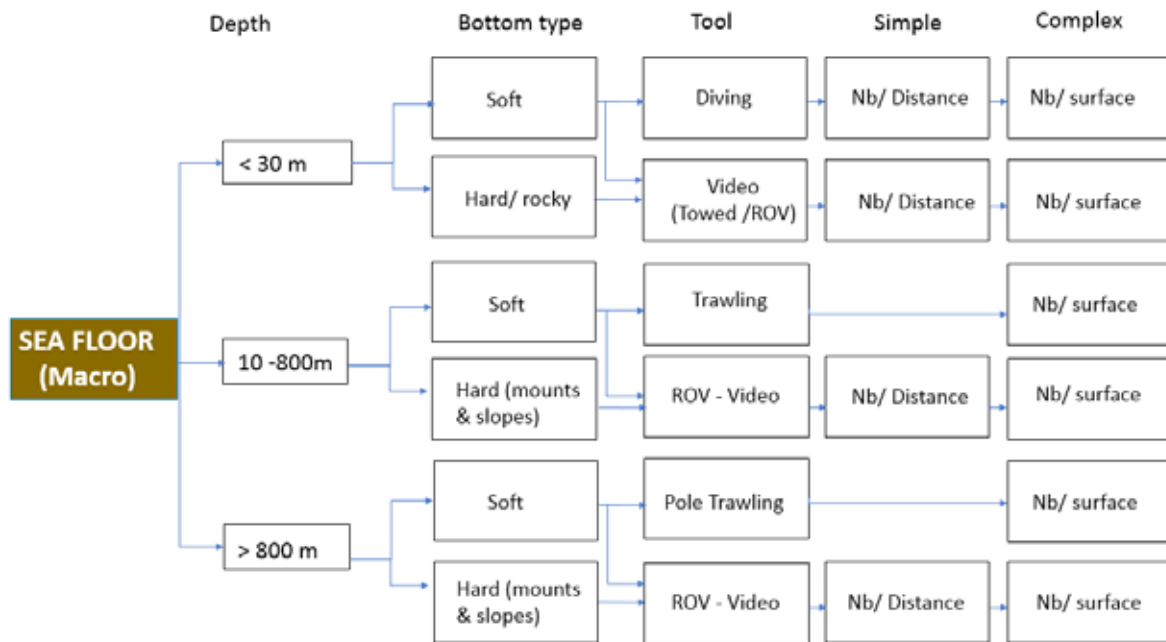 Depth
Bottom type
Tool
Simple
Complex
Soft
Diving
Nb/ Distance
Nb/ surface
< 30 m
Hard/ rocky
Video
(Towed /ROV)
Nb/ Distance
Nb/ surface
Soft
Trawling
Nb/ surface
SEA FLOOR
(Macro)
10 -800m
Hard (mounts
& slopes)
ROV - Video
Nb/ Distance
Nb/ surface
Soft
Pole Trawling
Nb/ surface
> 800 m
Hard (mounts
& slopes)
ROV - Video
Nb/ Distance
Nb/ surface